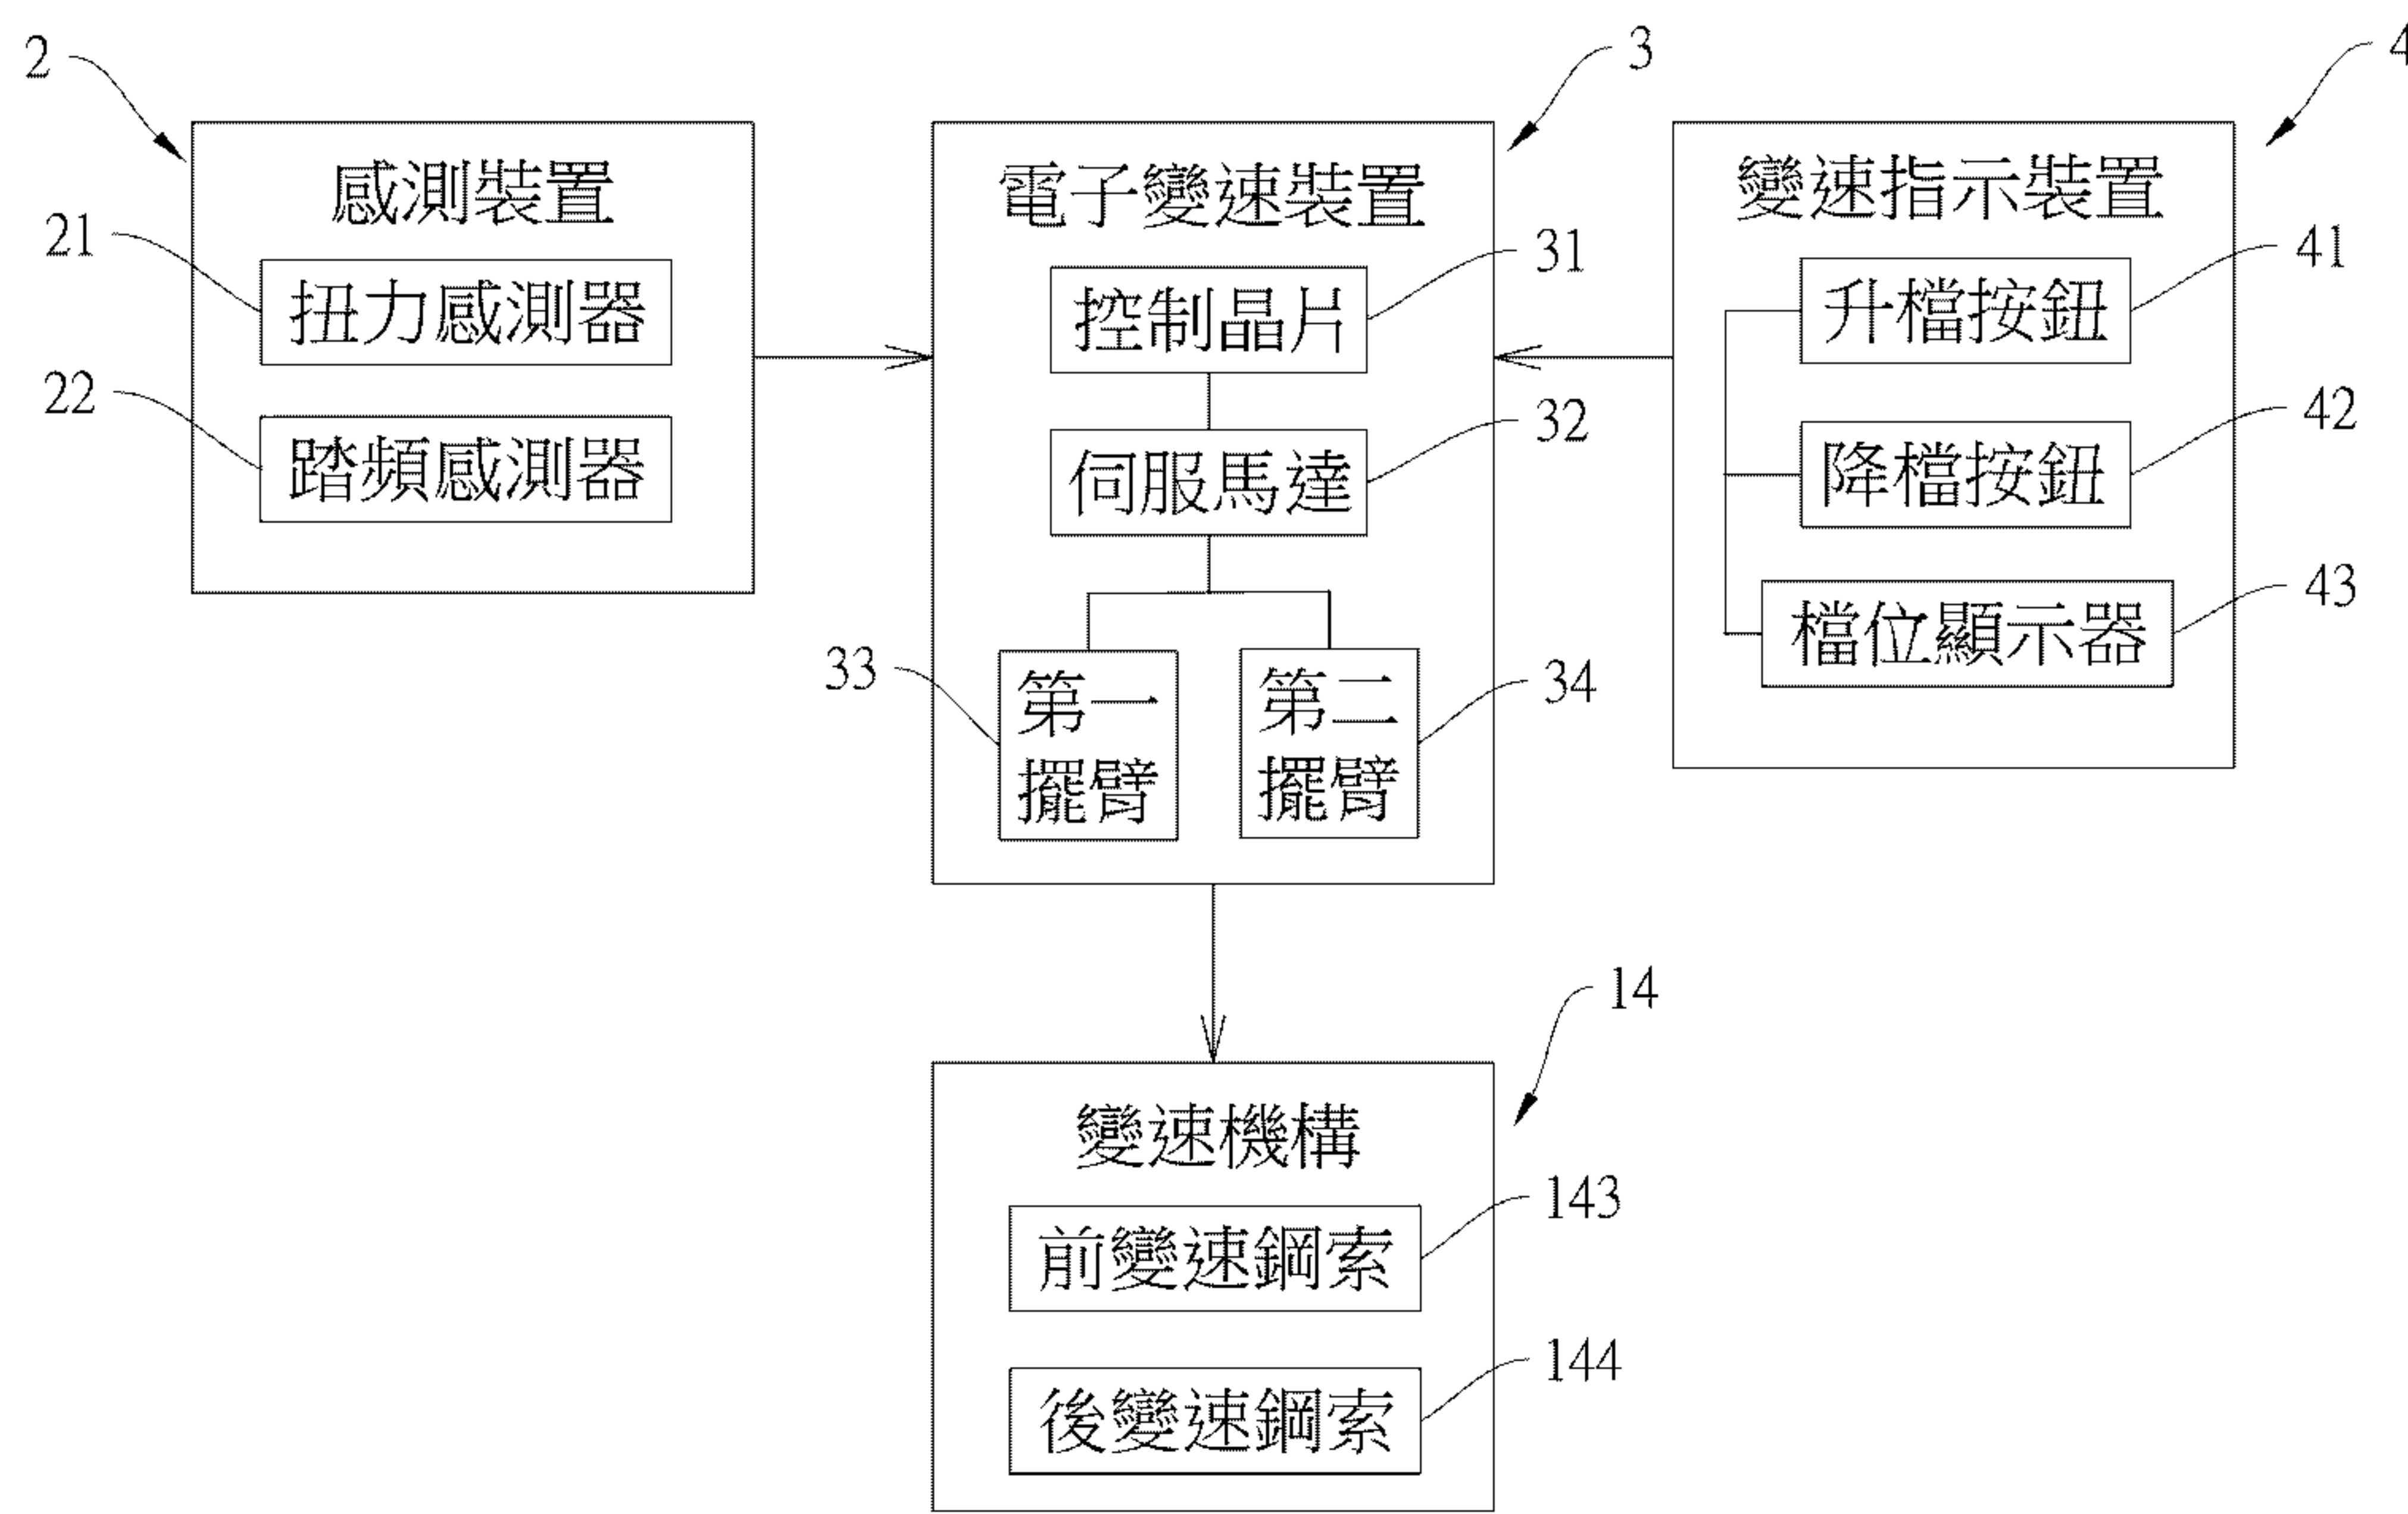 2
感測裝置
21
扭力感測器
22
踏頻感測器
3
電子變速裝置
31
控制晶片
32
伺服馬達
33
第一
擺臂
34
第二
擺臂
4
變速指示裝置
41
升檔按鈕
42
降檔按鈕
43
檔位顯示器
14
變速機構
143
前變速鋼索
144
後變速鋼索